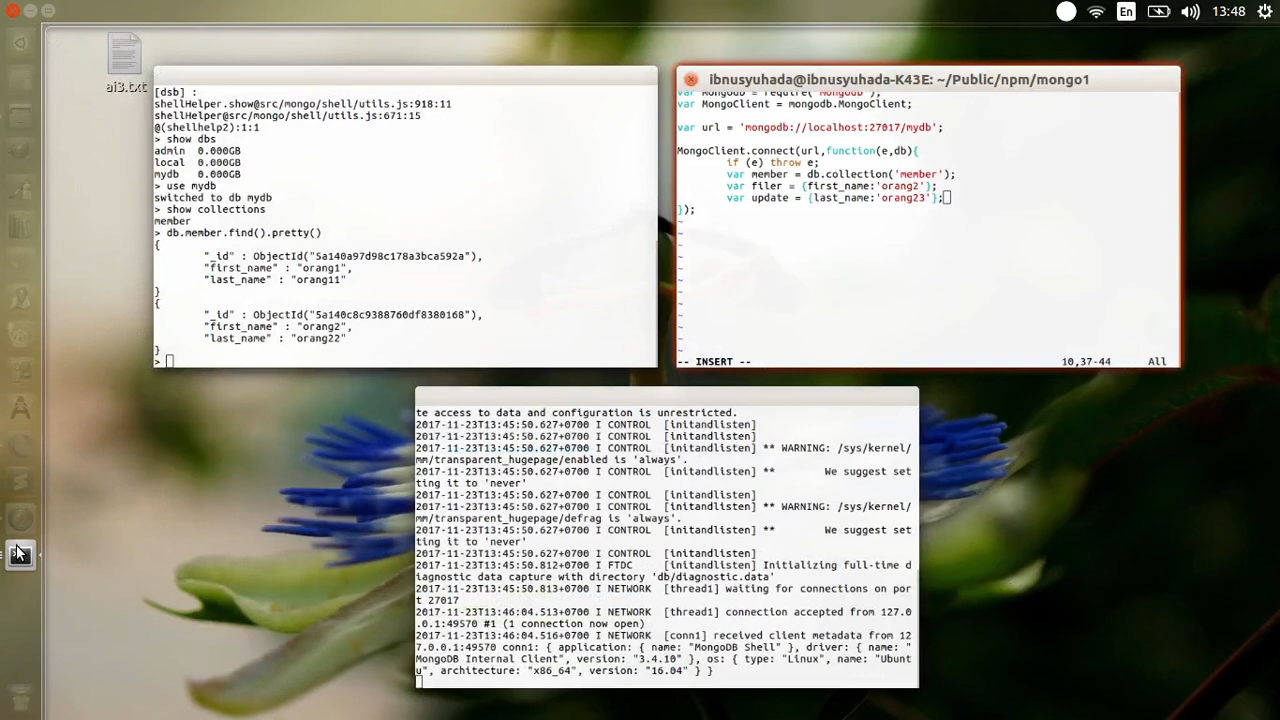 En
13:48
ai3.txt
[dsb] :
shellHelper.show@src/mongo/shell/utils.js:918:11
shellHelper@src/mongo/shell/utils.js:671:15
@(shellhelp2):1:1
> show dbs
admin  0.000GB
local  0.000GB
mydb  0.000GB
> use mydb
switched to db mydb
> show collections
member
> db.member.find().pretty()
{
"_id" : ObjectId("5a140a97d98c178a3bca592a"),
"first_name" : "orang1",
"last_name" : "orang11"
}
{
"_id" : ObjectId("5a140c8c9388760df8380168"),
"first_name" : "orang2",
"last_name" : "orang22"
}
>
ibnusyuhada@ibnusyuhada-K43E: ~/Public/npm/mongo1
var mongodb = require('mongodb');
var MongoClient = mongodb.MongoClient;
var url = 'mongodb://localhost:27017/mydb';
MongoClient.connect(url,function(e,db){
if (e) throw e;
var member = db.collection('member');
var filer = {first_name:'orang2'};
var update = {last_name:'orang23'};
});
~
~
~
~
~
~
~
~
~
~
~
~
-- INSERT --
10,37-44
All
te access to data and configuration is unrestricted.
2017-11-23T13:45:50.627+0700 I CONTROL  [initandlisten]
2017-11-23T13:45:50.627+0700 I CONTROL  [initandlisten]
2017-11-23T13:45:50.627+0700 I CONTROL  [initandlisten] ** WARNING: /sys/kernel/
mm/transparent_hugepage/enabled is 'always'.
2017-11-23T13:45:50.627+0700 I CONTROL  [initandlisten] **        We suggest set
ting it to 'never'
2017-11-23T13:45:50.627+0700 I CONTROL  [initandlisten]
2017-11-23T13:45:50.627+0700 I CONTROL  [initandlisten] ** WARNING: /sys/kernel/
mm/transparent_hugepage/defrag is 'always'.
2017-11-23T13:45:50.627+0700 I CONTROL  [initandlisten] **        We suggest set
ting it to 'never'
2017-11-23T13:45:50.627+0700 I CONTROL  [initandlisten]
2017-11-23T13:45:50.812+0700 I FTDC     [initandlisten] Initializing full-time d
iagnostic data capture with directory 'db/diagnostic.data'
2017-11-23T13:45:50.813+0700 I NETWORK  [thread1] waiting for connections on por
t 27017
2017-11-23T13:46:04.513+0700 I NETWORK  [thread1] connection accepted from 127.0
.0.1:49570 #1 (1 connection now open)
2017-11-23T13:46:04.516+0700 I NETWORK  [conn1] received client metadata from 12
7.0.0.1:49570 conn1: { application: { name: "MongoDB Shell" }, driver: { name: "
MongoDB Internal Client", version: "3.4.10" }, os: { type: "Linux", name: "Ubunt
u", architecture: "x86_64", version: "16.04" } }